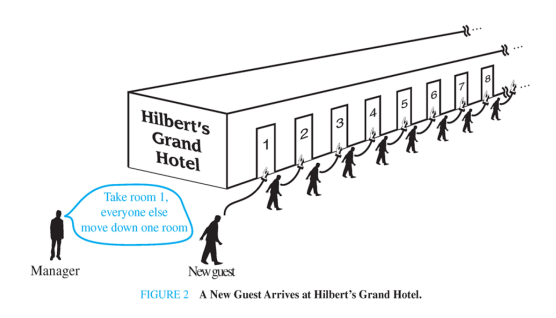 Hilbert's
Grand
Hotel
1 2 3 4 5 6 7 8
Take room 1,
everyone else
move down one room
Manager
New guest
FIGURE 2 A New Guest Arrives at Hilbert's Grand Hotel.